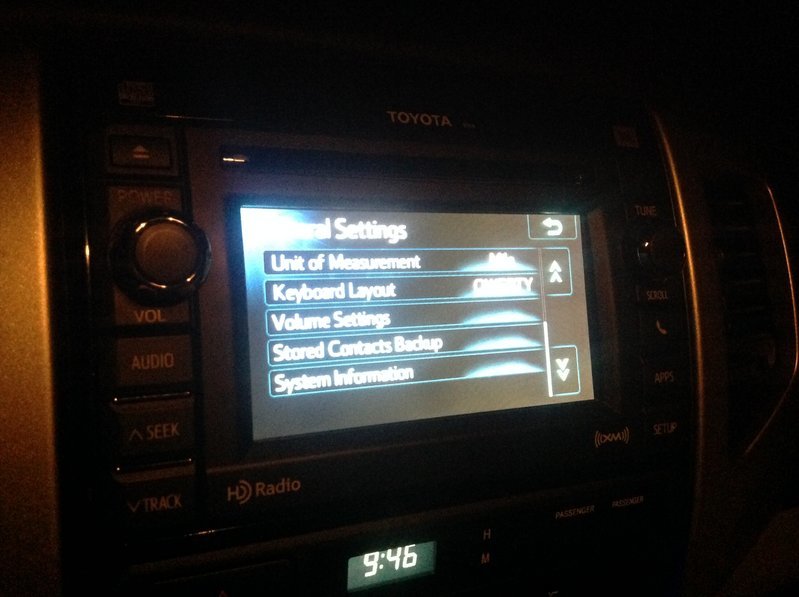 TOYOTA
POWER
VOL
AUDIO
∧ SEEK
∨ TRACK
TUNE
SCROLL
APPS
SETUP
Settings
Unit of Measurement
Keyboard Layout QWERTY
Volume Settings
Stored Contacts Backup
System Information
HD Radio
((XM))
PASSENGER
PASSENGER
9:46
H
M